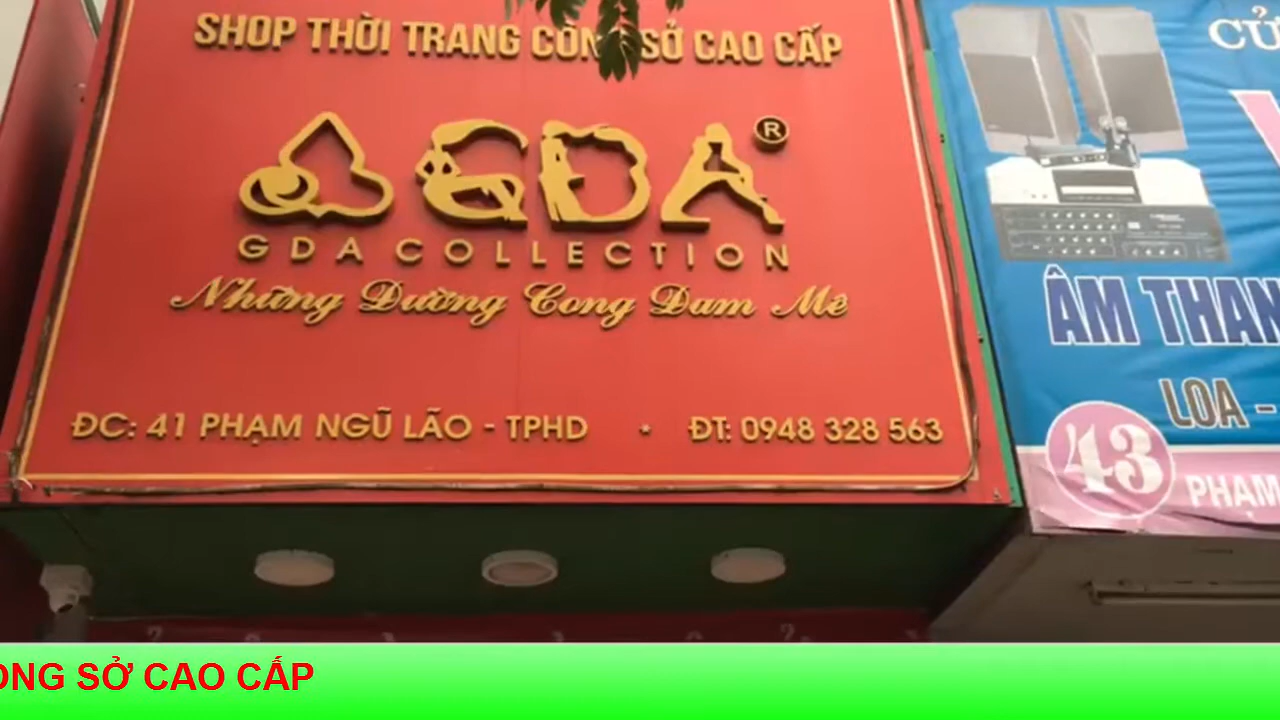 SHOP THỜI TRANG CÔNG SỞ CAO CẤP
GDA ®
GDA COLLECTION
Những Đường Cong Đam Mê
ĐC: 41 PHẠM NGŨ LÃO - TPHD * ĐT: 0948 328 563
ÂM THAN
LOA -
43 PHẠM
ONG SỞ CAO CẤP